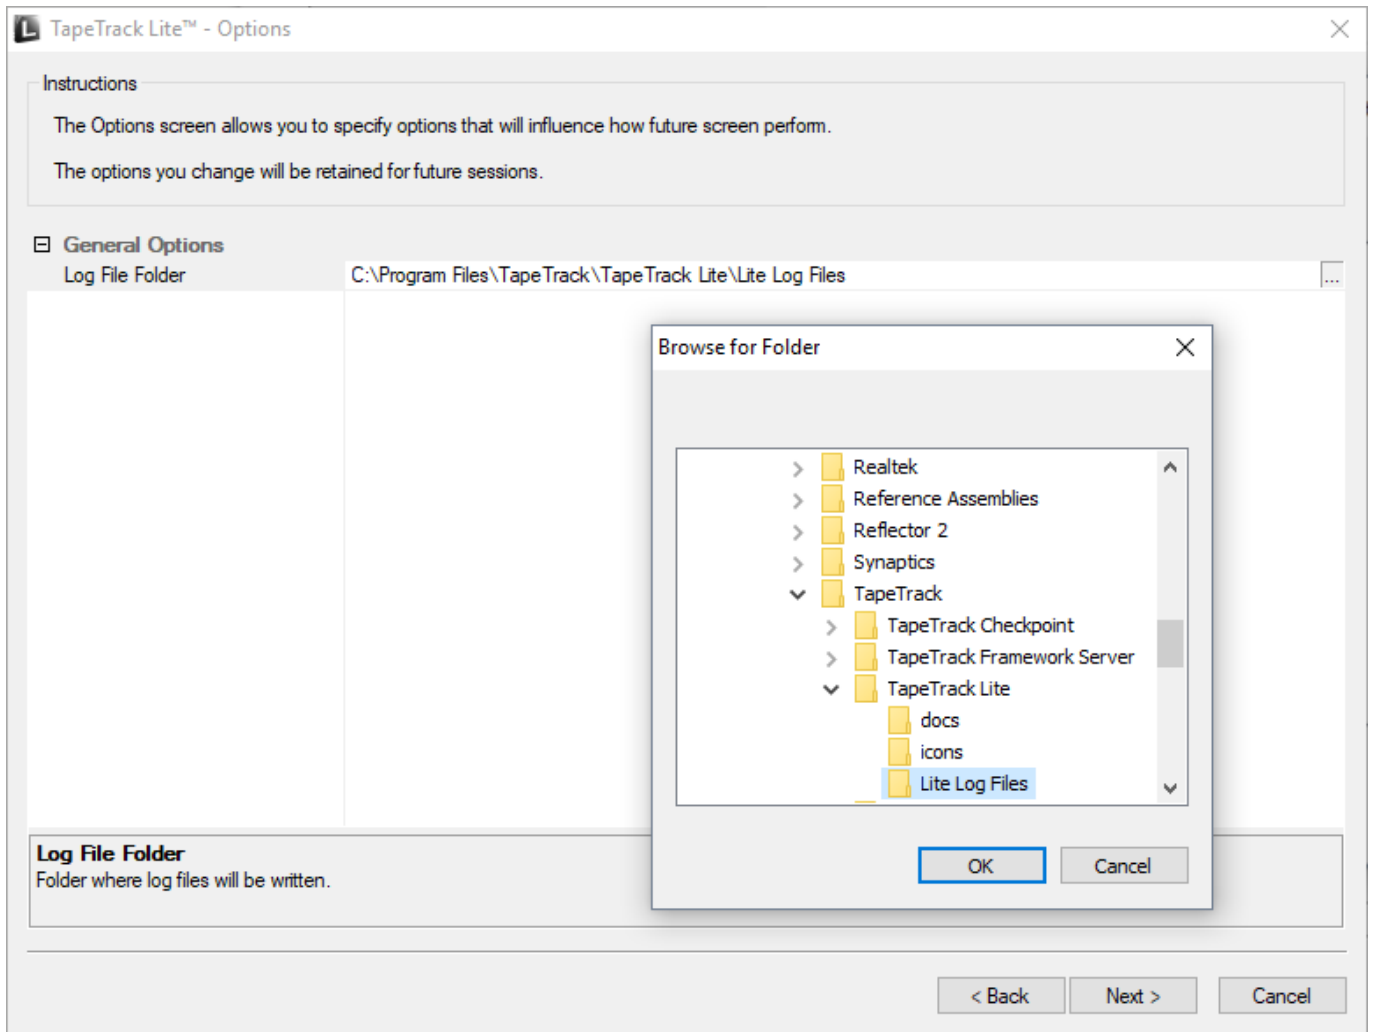 TapeTrack Lite™ - Options
Instructions
The Options screen allows you to specify options that will influence how future screen perform.
The options you change will be retained for future sessions.
General Options
Log File Folder C:\Program Files\TapeTrack\TapeTrack Lite\Lite Log Files ...
Browse for Folder
Realtek
Reference Assemblies
Reflector 2
Synaptics
TapeTrack
TapeTrack Checkpoint
TapeTrack Framework Server
TapeTrack Lite
docs
icons
Lite Log Files
OK Cancel
Log File Folder
Folder where log files will be written.
< Back Next > Cancel